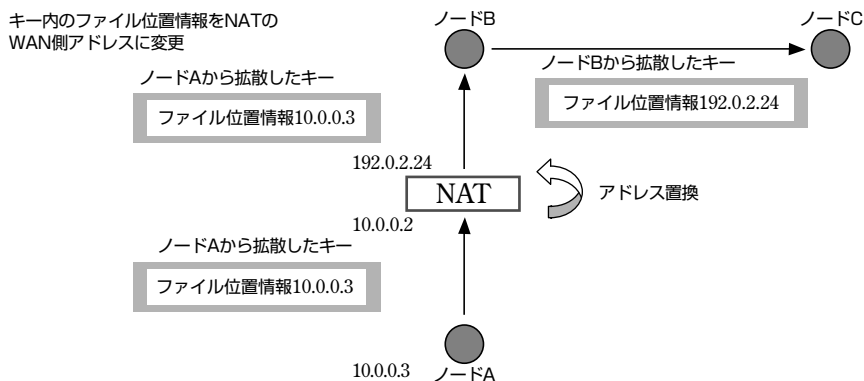 キー内のファイル位置情報をNATの
WAN側アドレスに変更
ノードB
ノードC
ノードAから拡散したキー
ファイル位置情報10.0.0.3
ノードBから拡散したキー
ファイル位置情報192.0.2.24
192.0.2.24
NAT
アドレス置換
10.0.0.2
ノードAから拡散したキー
ファイル位置情報10.0.0.3
10.0.0.3
ノードA